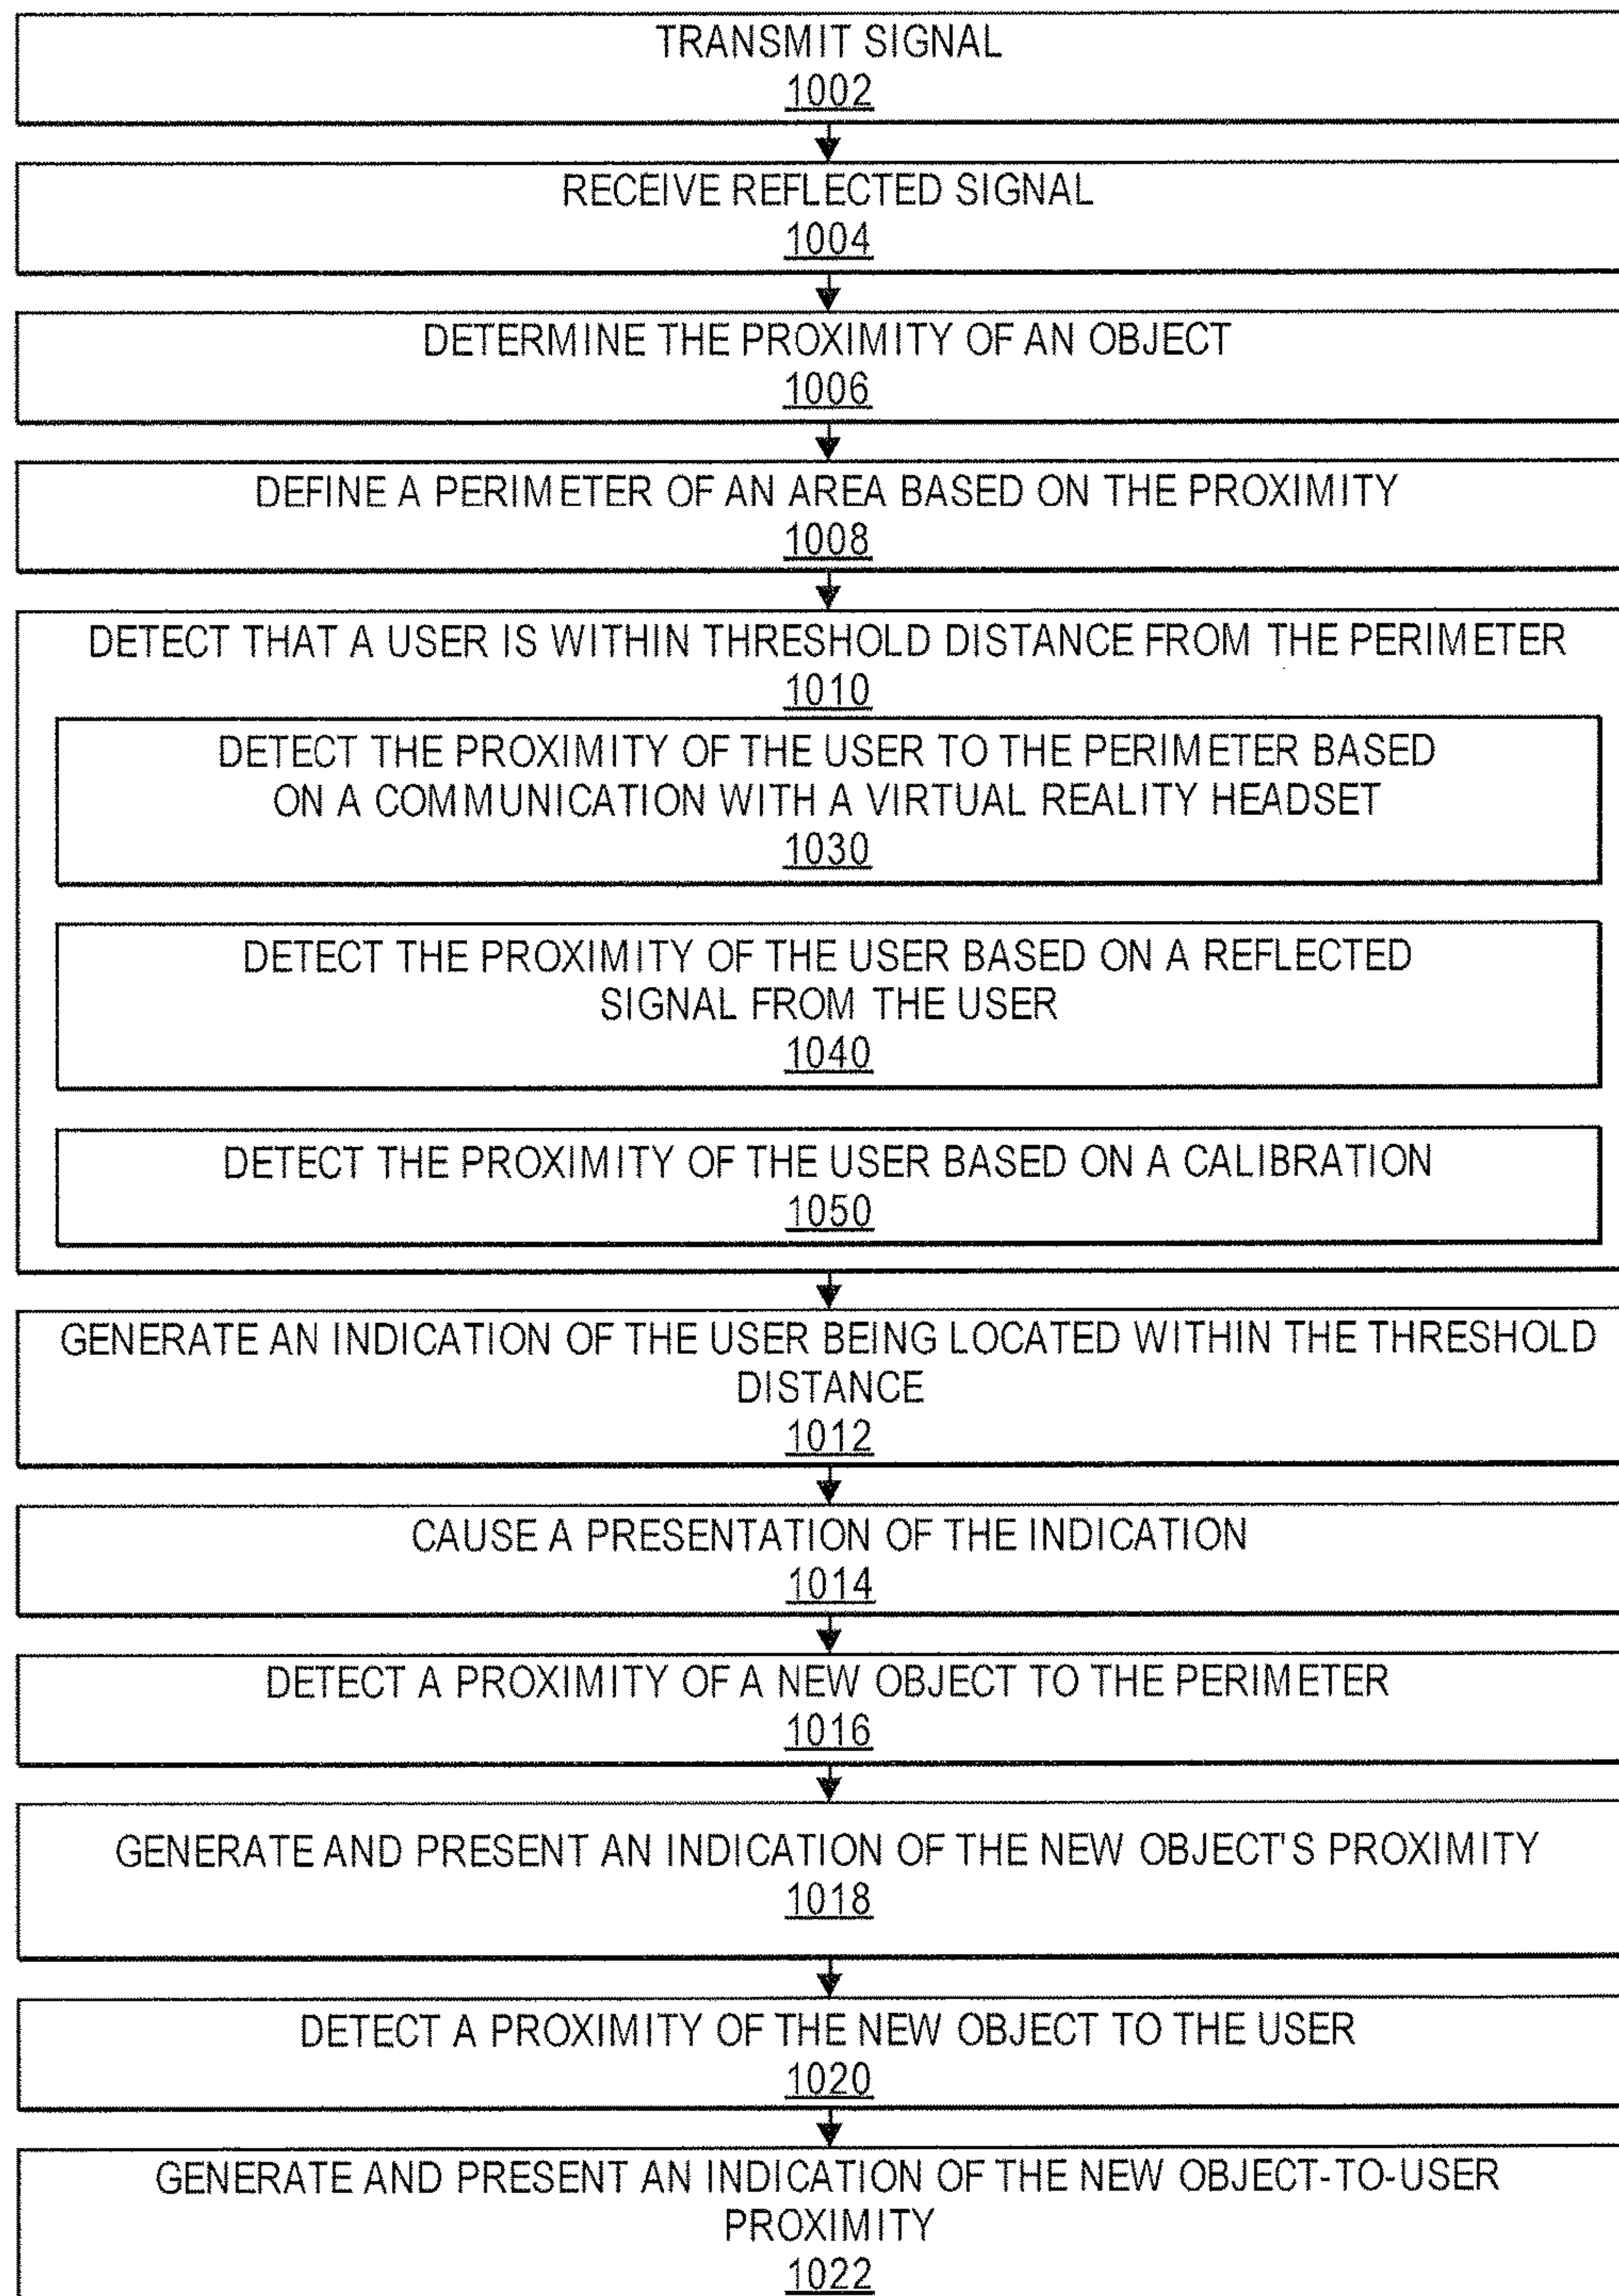 TRANSMIT SIGNAL
1002
RECEIVE REFLECTED SIGNAL
1004
DETERMINE THE PROXIMITY OF AN OBJECT
1006
DEFINE A PERIMETER OF AN AREA BASED ON THE PROXIMITY
1008
DETECT THAT A USER IS WITHIN THRESHOLD DISTANCE FROM THE PERIMETER
1010
DETECT THE PROXIMITY OF THE USER TO THE PERIMETER BASED
ON A COMMUNICATION WITH A VIRTUAL REALITY HEADSET
1030
DETECT THE PROXIMITY OF THE USER BASED ON A REFLECTED
SIGNAL FROM THE USER
1040
DETECT THE PROXIMITY OF THE USER BASED ON A CALIBRATION
1050
GENERATE AN INDICATION OF THE USER BEING LOCATED WITHIN THE THRESHOLD
DISTANCE
1012
CAUSE A PRESENTATION OF THE INDICATION
1014
DETECT A PROXIMITY OF A NEW OBJECT TO THE PERIMETER
1016
GENERATE AND PRESENT AN INDICATION OF THE NEW OBJECT'S PROXIMITY
1018
DETECT A PROXIMITY OF THE NEW OBJECT TO THE USER
1020
GENERATE AND PRESENT AN INDICATION OF THE NEW OBJECT-TO-USER
PROXIMITY
1022